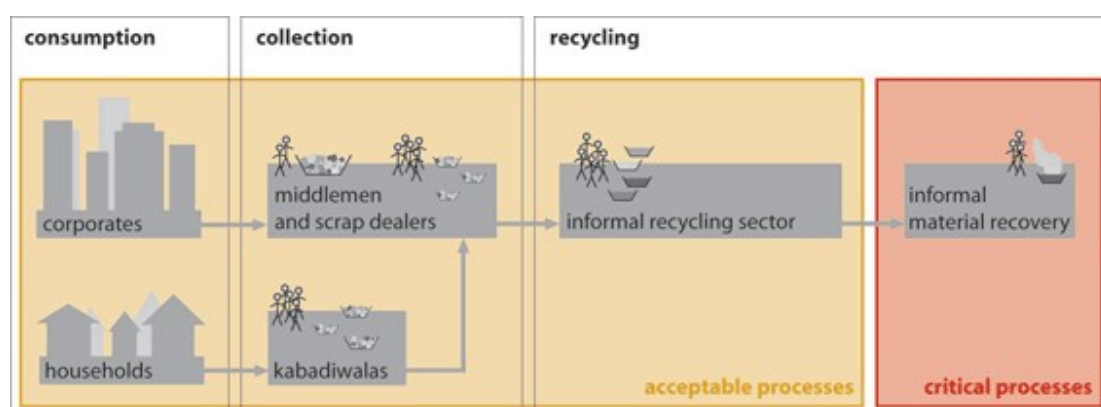 consumption
collection
recycling
corporates
middlemen
and scrap dealers
informal recycling sector
informal
material recovery
households
kabadiwalas
acceptable processes
critical processes